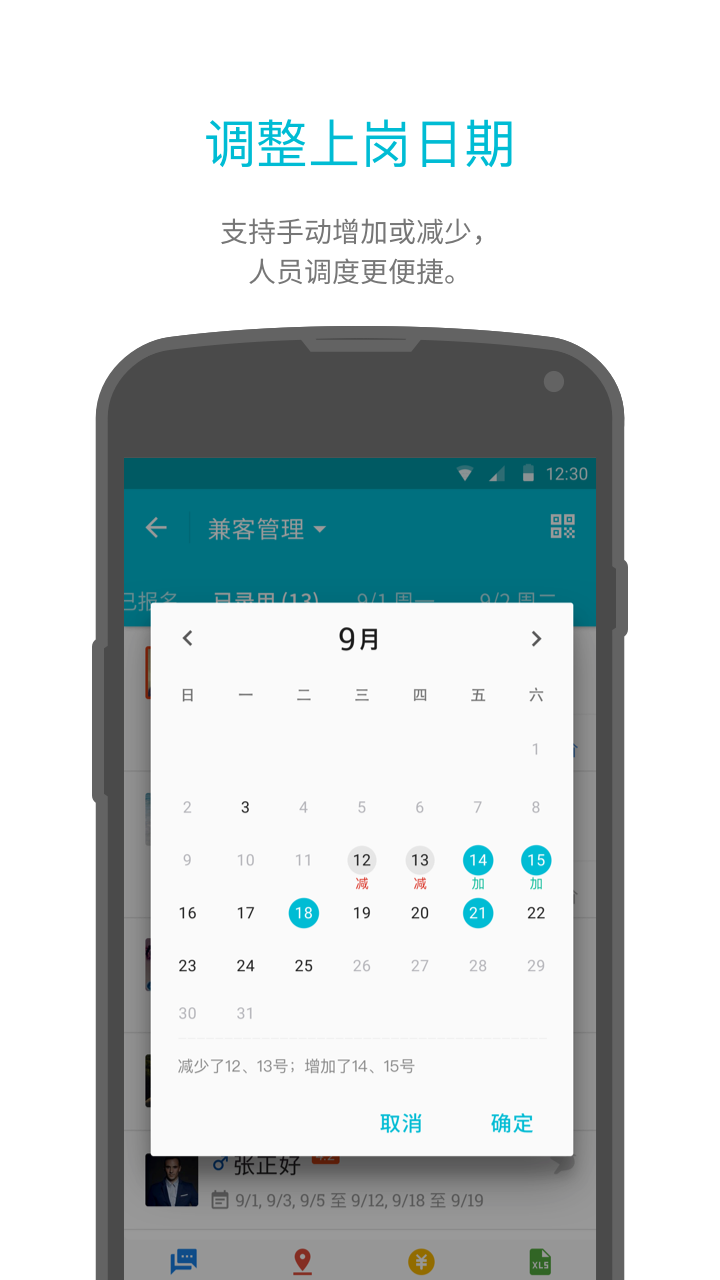 调整上岗日期
支持手动增加或减少，
人员调度更便捷。
12:30
兼客管理
已报名 已录用 (13) 9/1 周一 9/2 周二
9月
日 一 二 三 四 五 六
1
2 3 4 5 6 7 8
9 10 11 12 13 14 15
减 减 加 加
16 17 18 19 20 21 22
23 24 25 26 27 28 29
30 31
减少了12、13号；增加了14、15号
取消 确定
张正好
9/1, 9/3, 9/5 至 9/12, 9/18 至 9/19
XLS